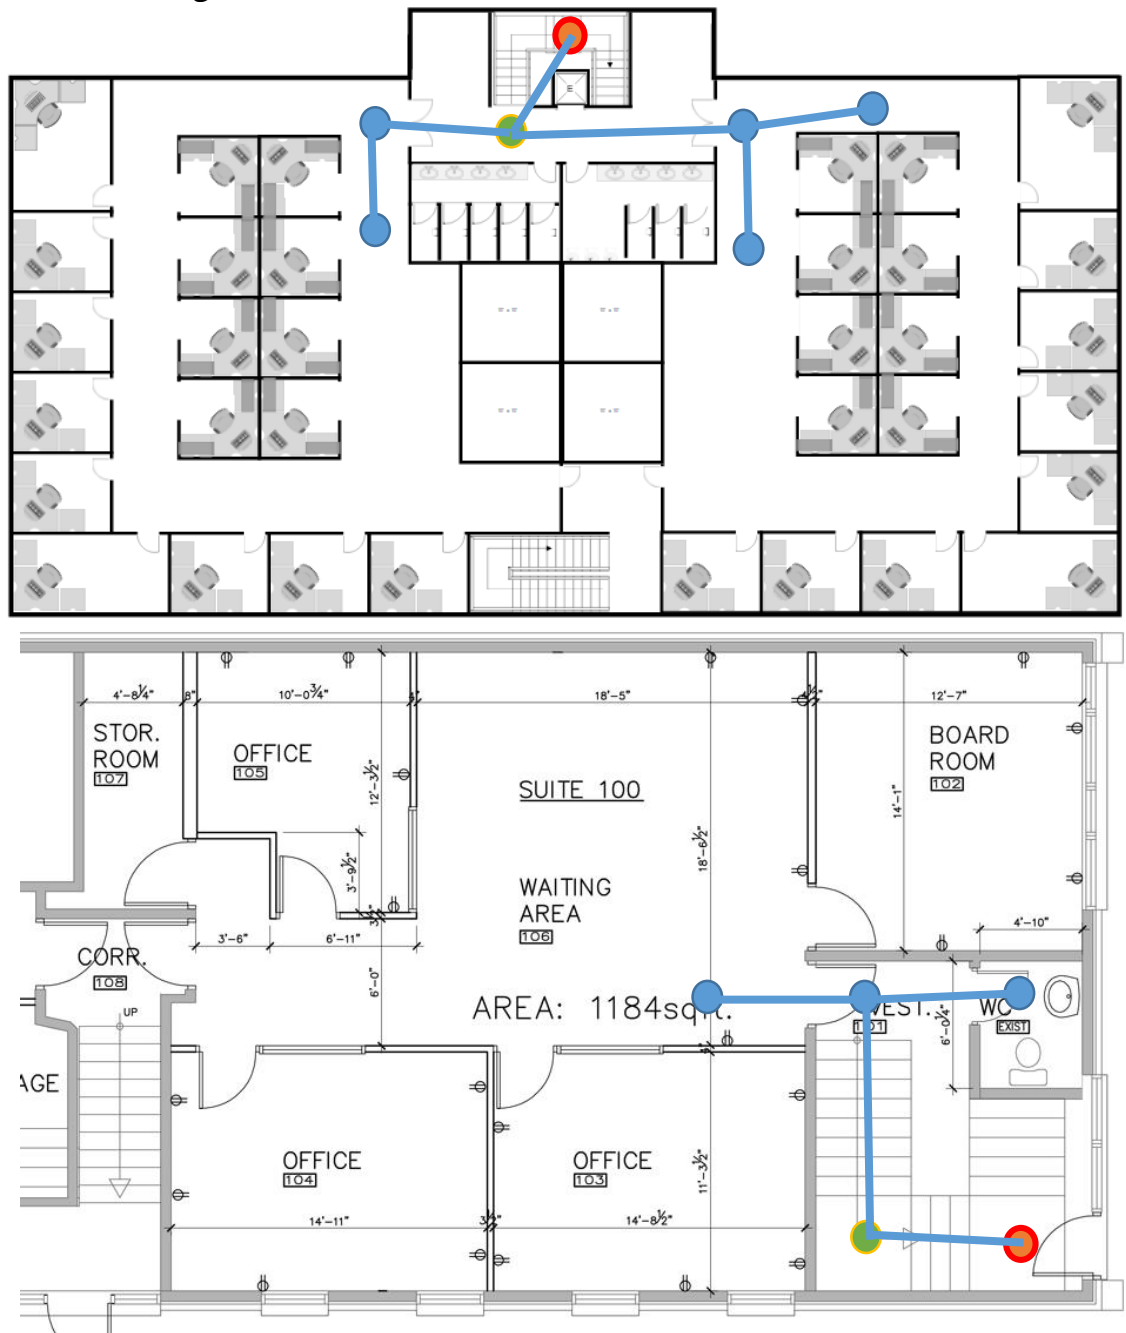 4'-8¼"
8"
10'-0¾"
4"
18'-5"
12'-7"
STOR.
ROOM
107
OFFICE
105
BOARD
ROOM
102
12'-3½"
SUITE 100
14'-1"
18'-6½"
3'-9½"
WAITING
AREA
106
3'-6"
6'-11"
4'-10"
CORR.
108
6'-0"
AREA: 1184sq
VEST.
101
WC
EXIST
6'-0¼"
UP
AGE
OFFICE
104
OFFICE
103
11'-3½"
14'-11"
3½"
14'-8½"